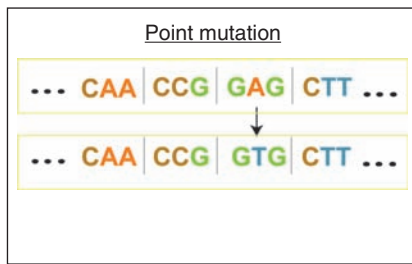 Point mutation
... CAA | CCG | GAG | CTT ...
... CAA | CCG | GTG | CTT ...